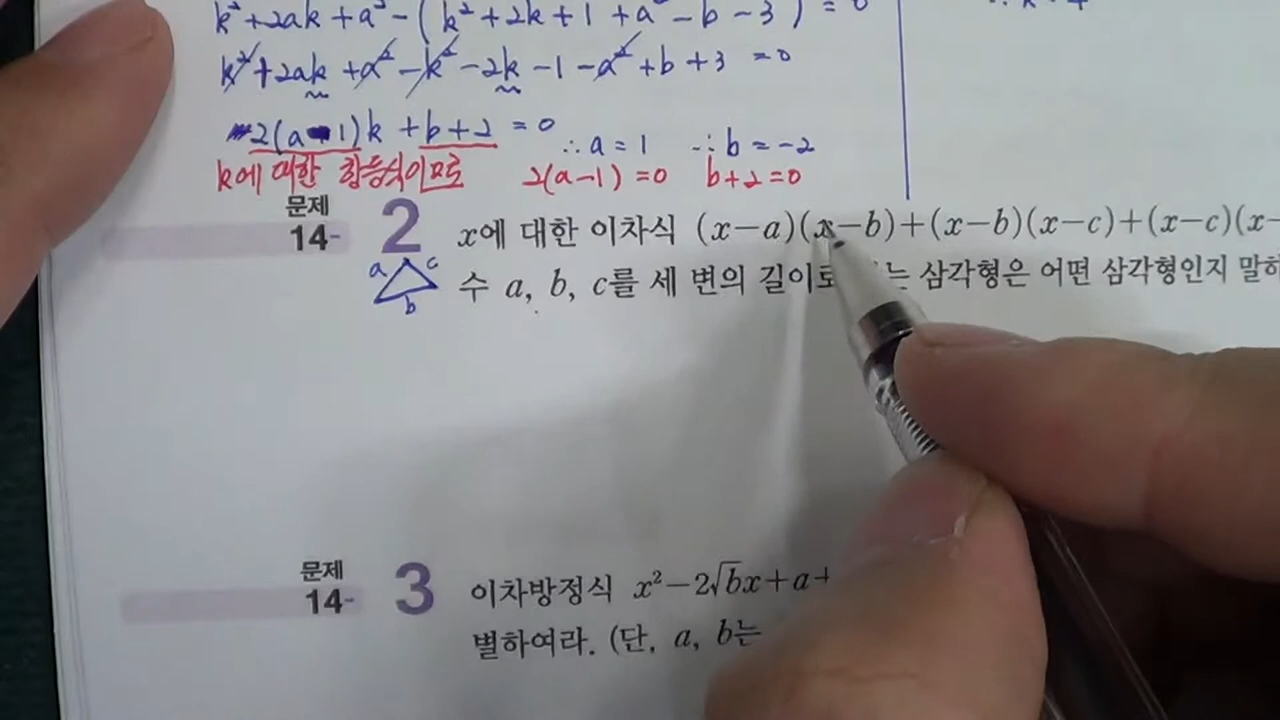 k²+2ak+a²-(k²+2k+1+a²-b-3)=0
k²+2ak+a²-k²-2k-1-a²+b+3=0
2(a-1)k+b+2=0 ∴a=1 ∴b=-2
k에 대한 항등식이므로 2(a-1)=0 b+2=0
문제 14- 2 x에 대한 이차식 (x-a)(x-b)+(x-b)(x-c)+(x-c)(x-
a c b
수 a, b, c를 세 변의 길이로 는 삼각형은 어떤 삼각형인지 말하
문제 14- 3 이차방정식 x²-2√bx+a+
별하여라. (단, a, b는